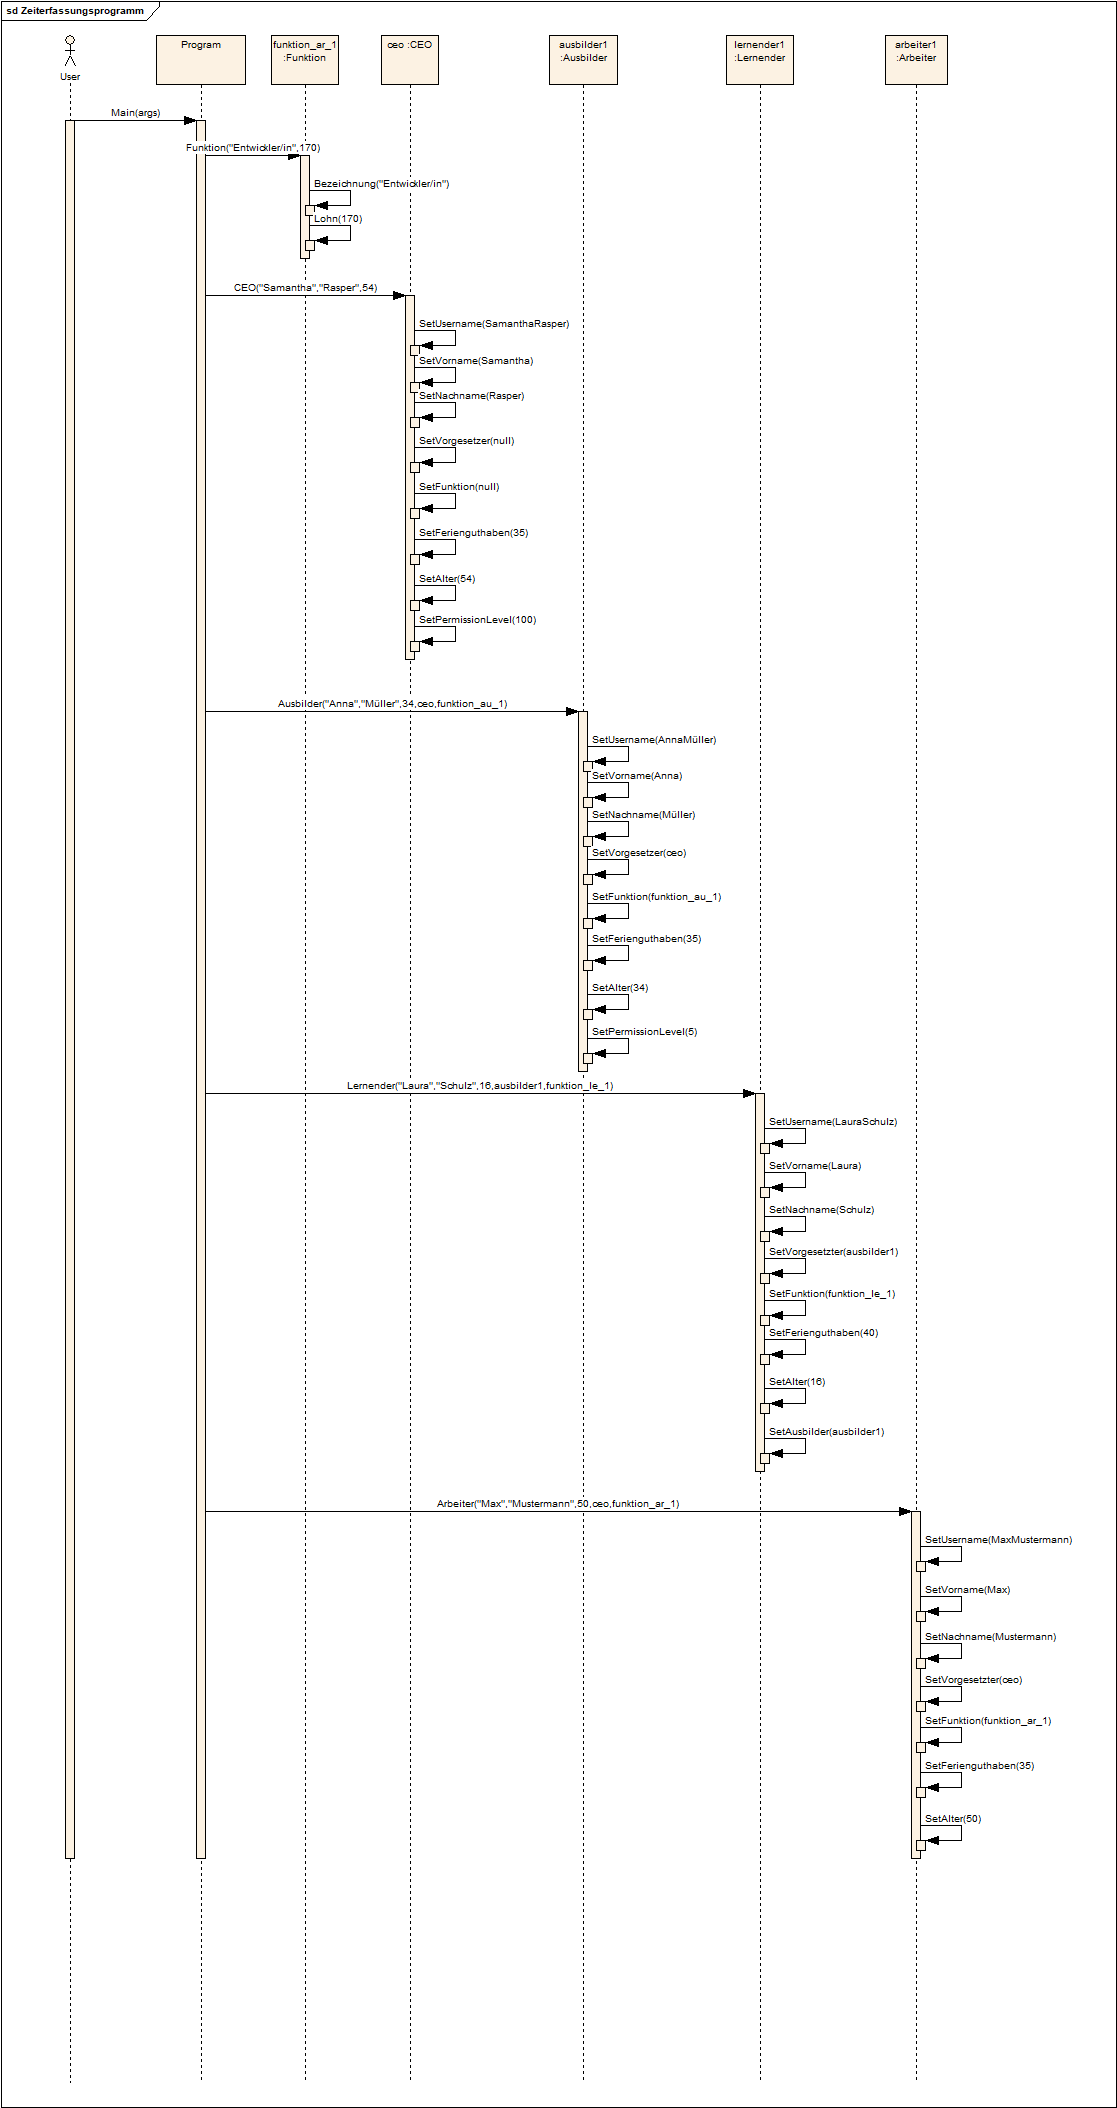 sd Zeiterfassungsprogramm
User
Program
funktion_ar_1
:Funktion
ceo :CEO
ausbilder1
:Ausbilder
lernender1
:Lernender
arbeiter1
:Arbeiter
Main(args)
Funktion("Entwickler/in",170)
Bezeichnung("Entwickler/in")
Lohn(170)
CEO("Samantha","Rasper",54)
SetUsername(SamanthaRasper)
SetVorname(Samantha)
SetNachname(Rasper)
SetVorgesetzer(null)
SetFunktion(null)
SetFerienguthaben(35)
SetAlter(54)
SetPermissionLevel(100)
Ausbilder("Anna","Müller",34,ceo,funktion_au_1)
SetUsername(AnnaMüller)
SetVorname(Anna)
SetNachname(Müller)
SetVorgesetzer(ceo)
SetFunktion(funktion_au_1)
SetFerienguthaben(35)
SetAlter(34)
SetPermissionLevel(5)
Lernender("Laura","Schulz",16,ausbilder1,funktion_le_1)
SetUsername(LauraSchulz)
SetVorname(Laura)
SetNachname(Schulz)
SetVorgesetzter(ausbilder1)
SetFunktion(funktion_le_1)
SetFerienguthaben(40)
SetAlter(16)
SetAusbilder(ausbilder1)
Arbeiter("Max","Mustermann",50,ceo,funktion_ar_1)
SetUsername(MaxMustermann)
SetVorname(Max)
SetNachname(Mustermann)
SetVorgesetzter(ceo)
SetFunktion(funktion_ar_1)
SetFerienguthaben(35)
SetAlter(50)